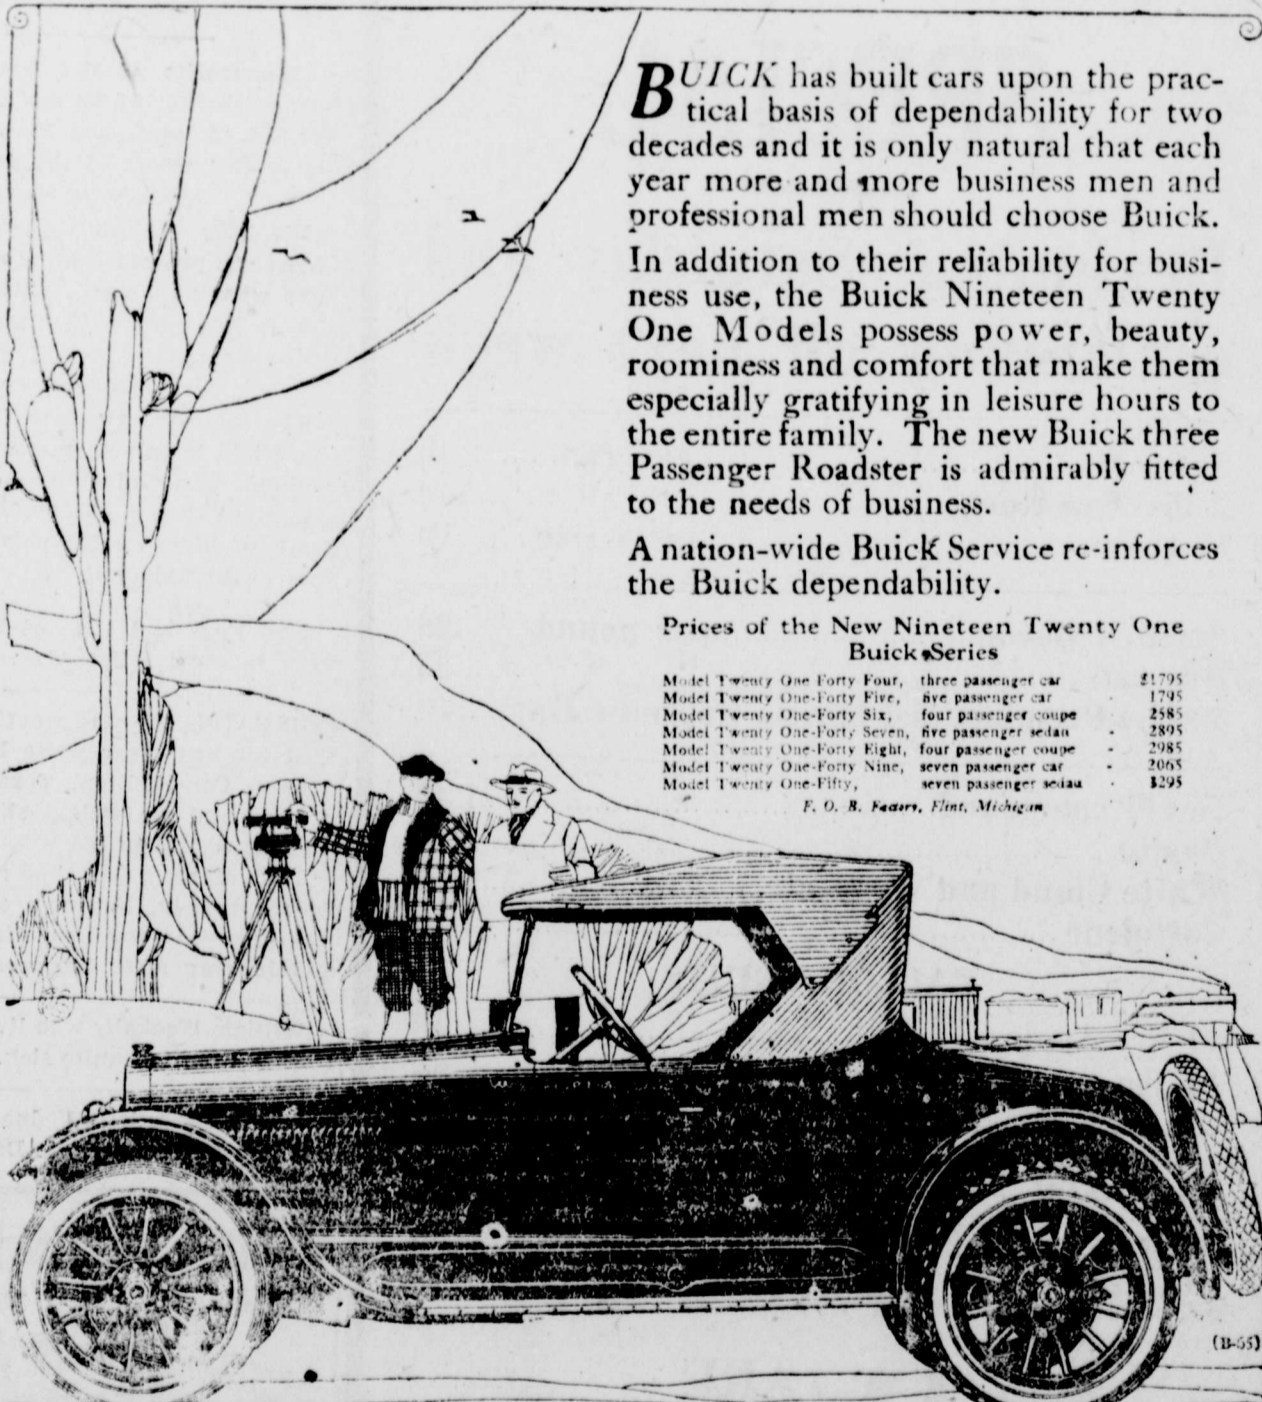 BUICK has built cars upon the prac-
tical basis of dependability for two
decades and it is only natural that each
year more and more business men and
professional men should choose Buick.
In addition to their reliability for busi-
ness use, the Buick Nineteen Twenty
One Models possess power, beauty,
roominess and comfort that make them
especially gratifying in leisure hours to
the entire family. The new Buick three
Passenger Roadster is admirably fitted
to the needs of business.
A nation-wide Buick Service re-inforces
the Buick dependability.
Prices of the New Nineteen Twenty One
Buick Series
Model Twenty One Forty Four, three passenger car $1795
Model Twenty One-Forty Five, five passenger car - 1795
Model Twenty One-Forty Six, four passenger coupe 2585
Model Twenty One-Forty Seven, five passenger sedan - 2895
Model Twenty One-Forty Eight, four passenger coupe - 2985
Model Twenty One-Forty Nine, seven passenger car - 2065
Model Twenty One-Fifty, seven passenger sedan - 3295
F. O. B. Factory, Flint, Michigan
(B-55)